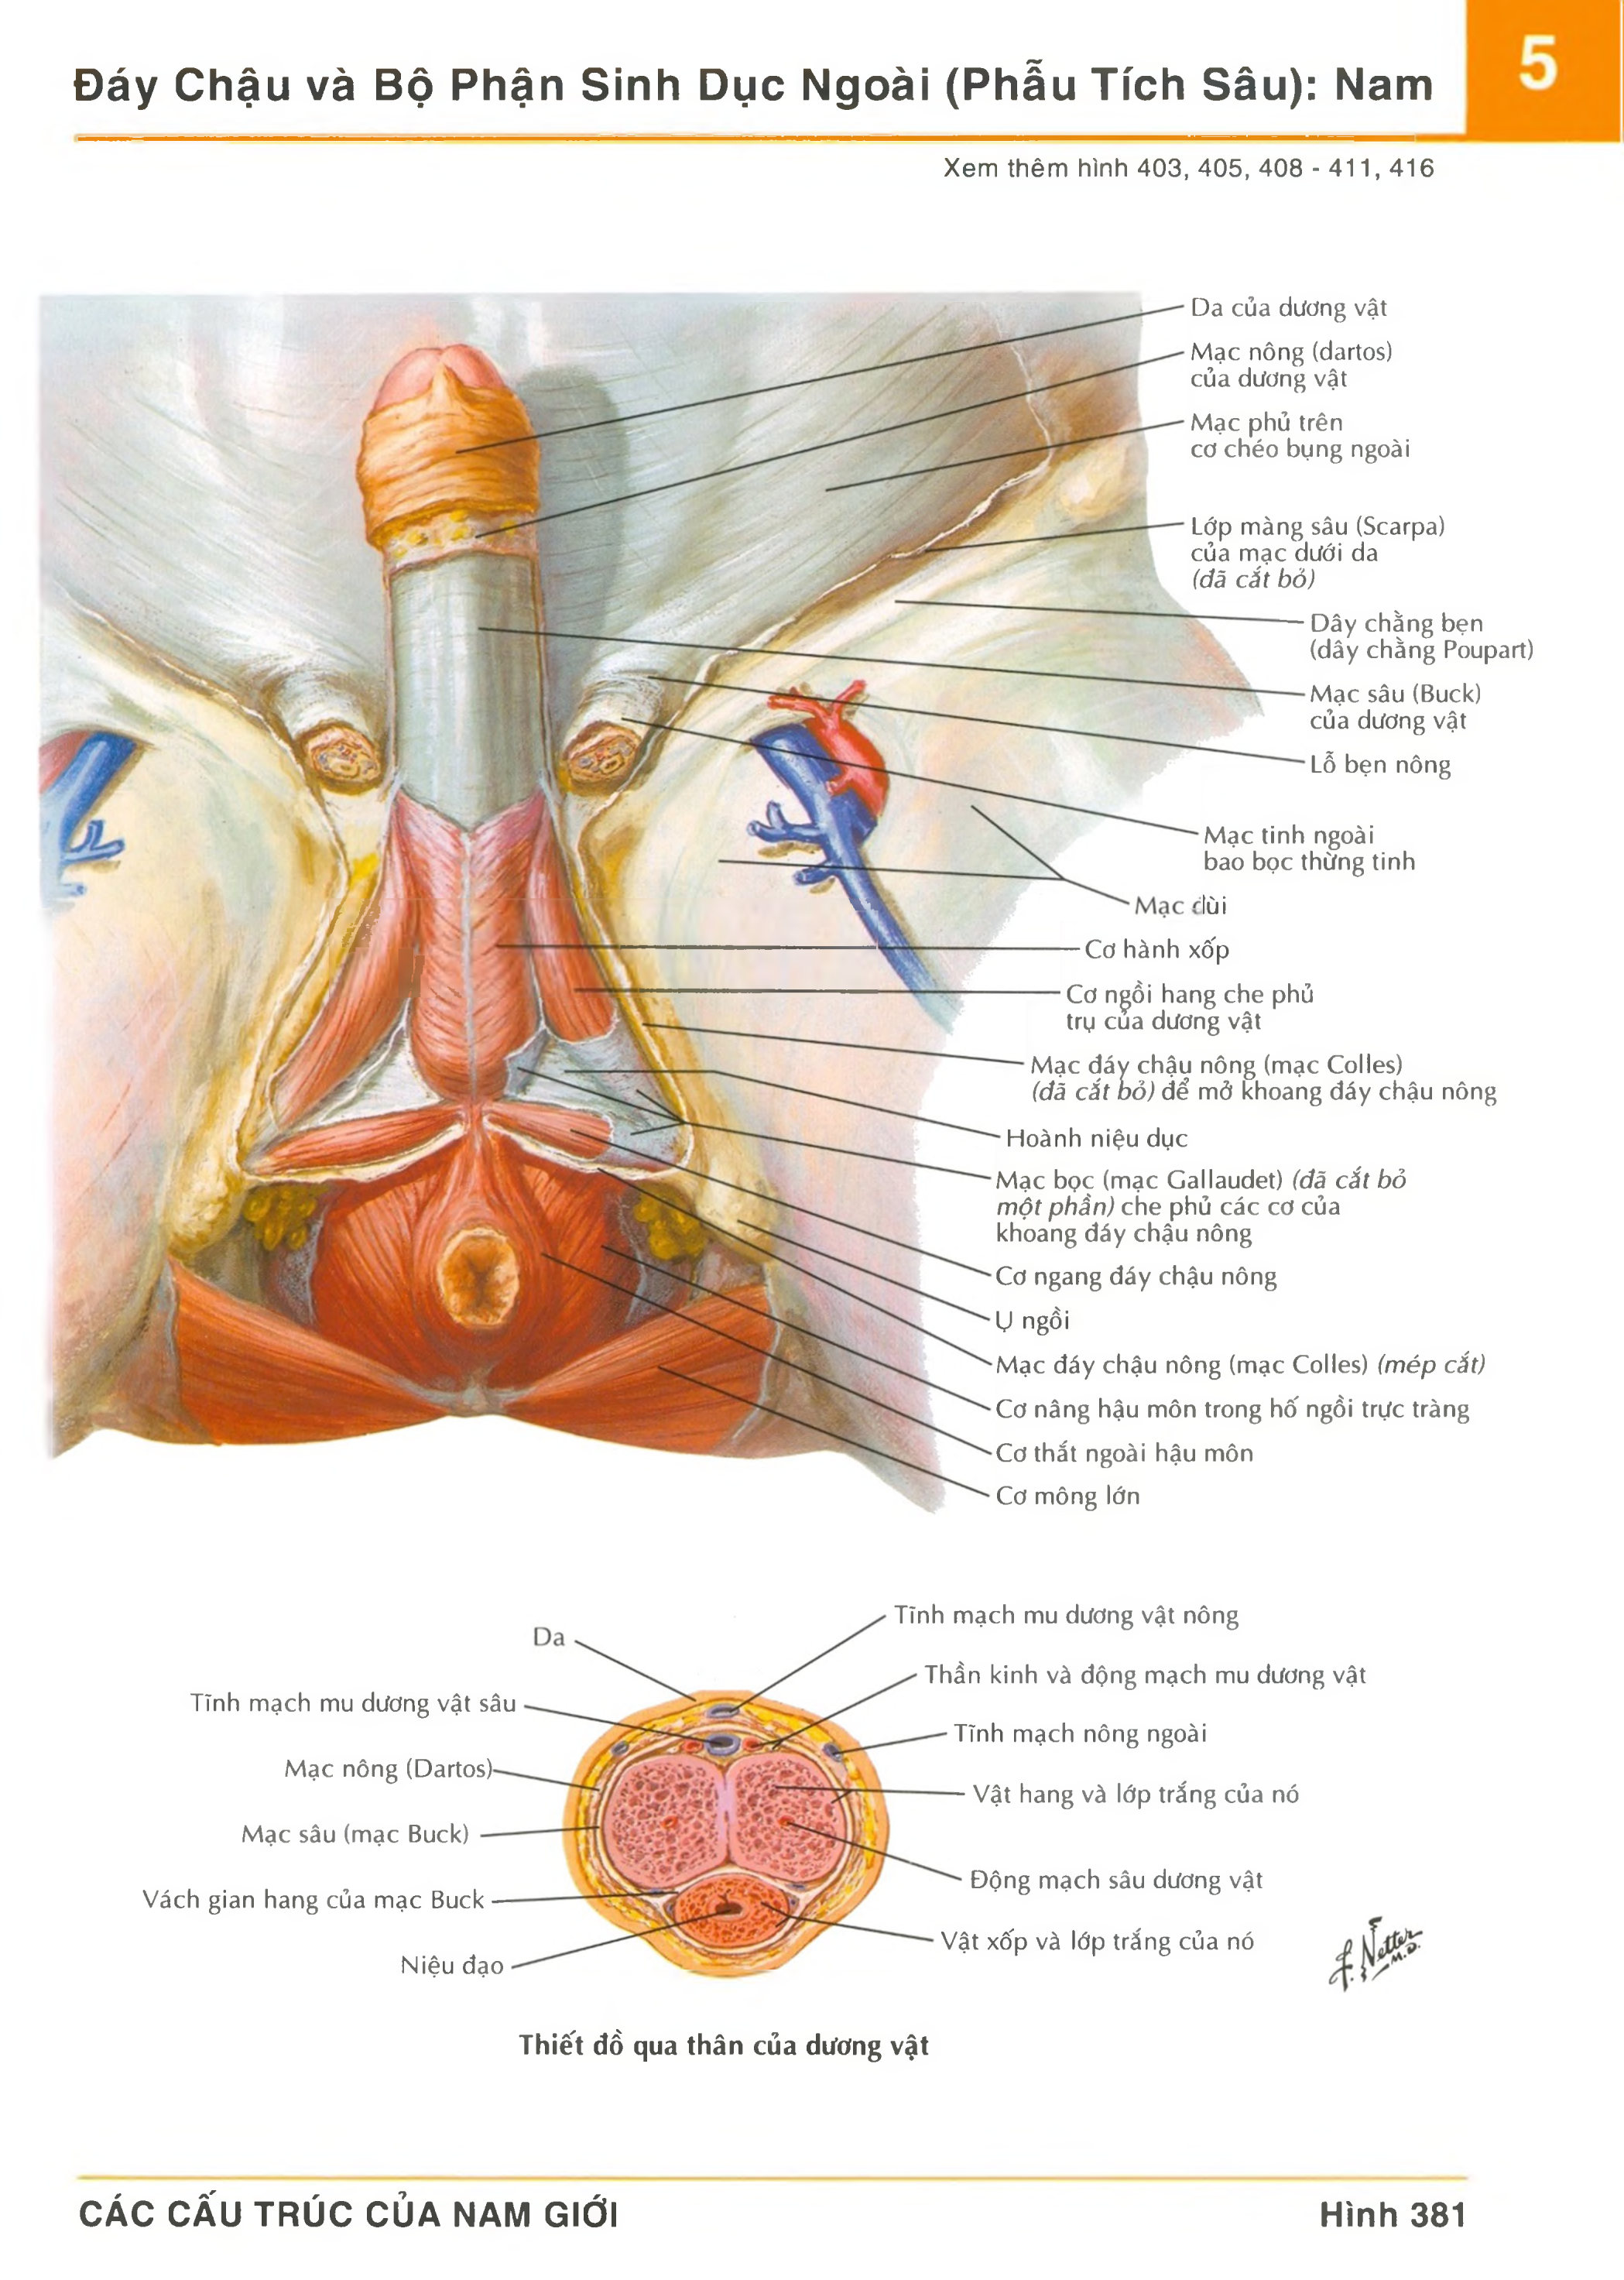 Đáy Chậu và Bộ Phận Sinh Dục Ngoài (Phẫu Tích Sâu): Nam
5
Xem thêm hình 403, 405, 408 - 411, 416
Da của dương vật
Mạc nông (dartos)
của dương vật
Mạc phủ trên
cơ chéo bụng ngoài
Lớp màng sâu (Scarpa)
của mạc dưới da
(đã cắt bỏ)
Dây chằng bẹn
(dây chằng Poupart)
Mạc sâu (Buck)
của dương vật
Lỗ bẹn nông
Mạc tinh ngoài
bao bọc thừng tinh
Mạc đùi
Cơ hành xốp
Cơ ngồi hang che phủ
trụ của dương vật
Mạc đáy chậu nông (mạc Colles)
(đã cắt bỏ) để mở khoang đáy chậu nông
Hoành niệu dục
Mạc bọc (mạc Gallaudet) (đã cắt bỏ
một phần) che phủ các cơ của
khoang đáy chậu nông
Cơ ngang đáy chậu nông
Ụ ngồi
Mạc đáy chậu nông (mạc Colles) (mép cắt)
Cơ nâng hậu môn trong hố ngồi trực tràng
Cơ thắt ngoài hậu môn
Cơ mông lớn
Tĩnh mạch mu dương vật nông
Da
Thần kinh và động mạch mu dương vật
Tĩnh mạch mu dương vật sâu
Tĩnh mạch nông ngoài
Mạc nông (Dartos)
Vật hang và lớp trắng của nó
Mạc sâu (mạc Buck)
Động mạch sâu dương vật
Vách gian hang của mạc Buck
Vật xốp và lớp trắng của nó
Niệu đạo
F. Netter
M.D.
Thiết đồ qua thân của dương vật
CÁC CẤU TRÚC CỦA NAM GIỚI
Hình 381